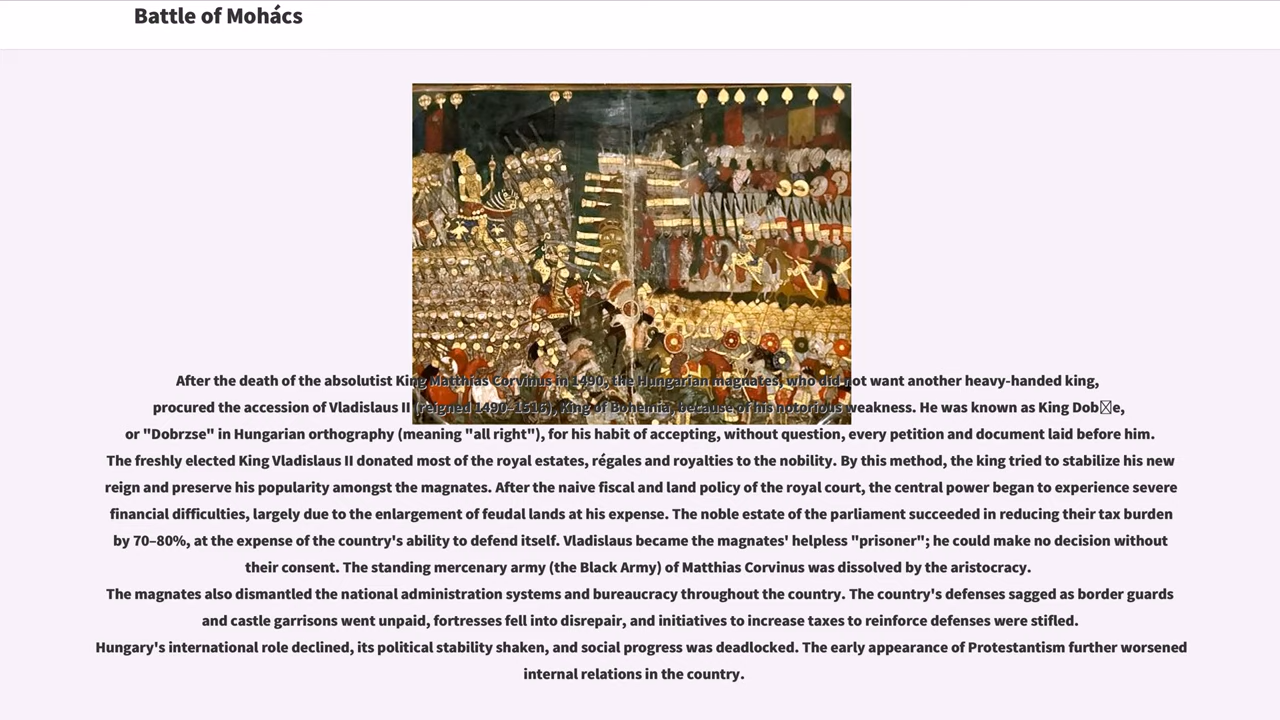 Battle of Mohács
After the death of the absolutist King Matthias Corvinus in 1490, the Hungarian magnates, who did not want another heavy-handed king,
procured the accession of Vladislaus II (reigned 1490–1516), King of Bohemia, because of his notorious weakness. He was known as King Dob□e,
or "Dobrzse" in Hungarian orthography (meaning "all right"), for his habit of accepting, without question, every petition and document laid before him.
The freshly elected King Vladislaus II donated most of the royal estates, régales and royalties to the nobility. By this method, the king tried to stabilize his new
reign and preserve his popularity amongst the magnates. After the naive fiscal and land policy of the royal court, the central power began to experience severe
financial difficulties, largely due to the enlargement of feudal lands at his expense. The noble estate of the parliament succeeded in reducing their tax burden
by 70–80%, at the expense of the country's ability to defend itself. Vladislaus became the magnates' helpless "prisoner"; he could make no decision without
their consent. The standing mercenary army (the Black Army) of Matthias Corvinus was dissolved by the aristocracy.
The magnates also dismantled the national administration systems and bureaucracy throughout the country. The country's defenses sagged as border guards
and castle garrisons went unpaid, fortresses fell into disrepair, and initiatives to increase taxes to reinforce defenses were stifled.
Hungary's international role declined, its political stability shaken, and social progress was deadlocked. The early appearance of Protestantism further worsened
internal relations in the country.